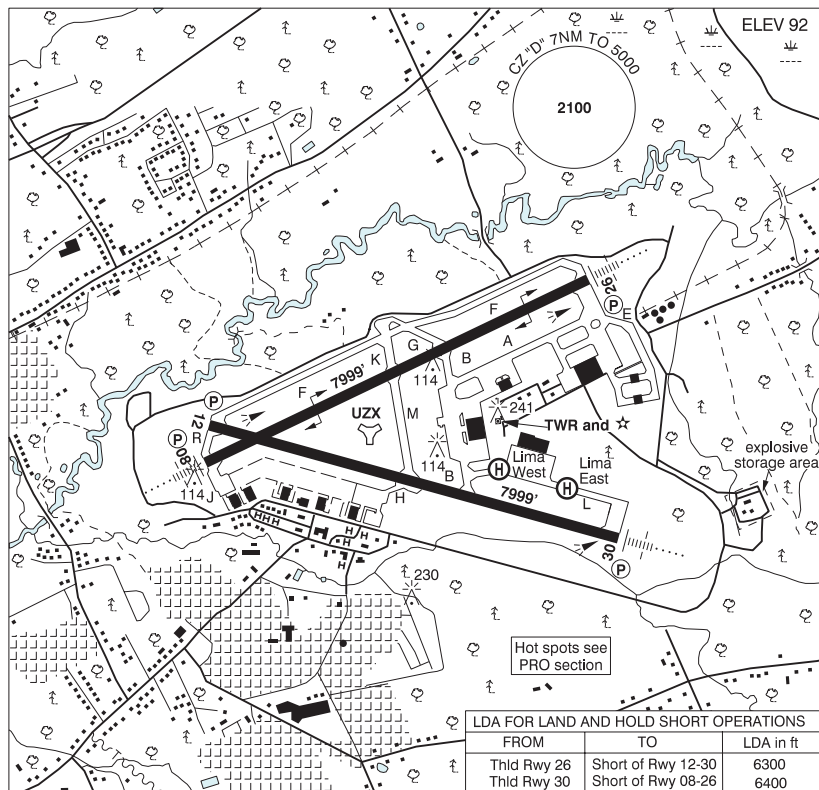 ELEV 92
CZ "D" 7NM TO 5000
2100
26
P
E
F
A
G
B
K
114
7999'
F
241
UZX
M
TWR and ☆
P
12
R
P
08
114
J
114
B
H
Lima West
H
Lima East
explosive storage area
H
7999'
L
30
P
H H H
H
H
H
230
Hot spots see
PRO section
LDA FOR LAND AND HOLD SHORT OPERATIONS
FROM TO LDA in ft
Thld Rwy 26 Short of Rwy 12-30 6300
Thld Rwy 30 Short of Rwy 08-26 6400